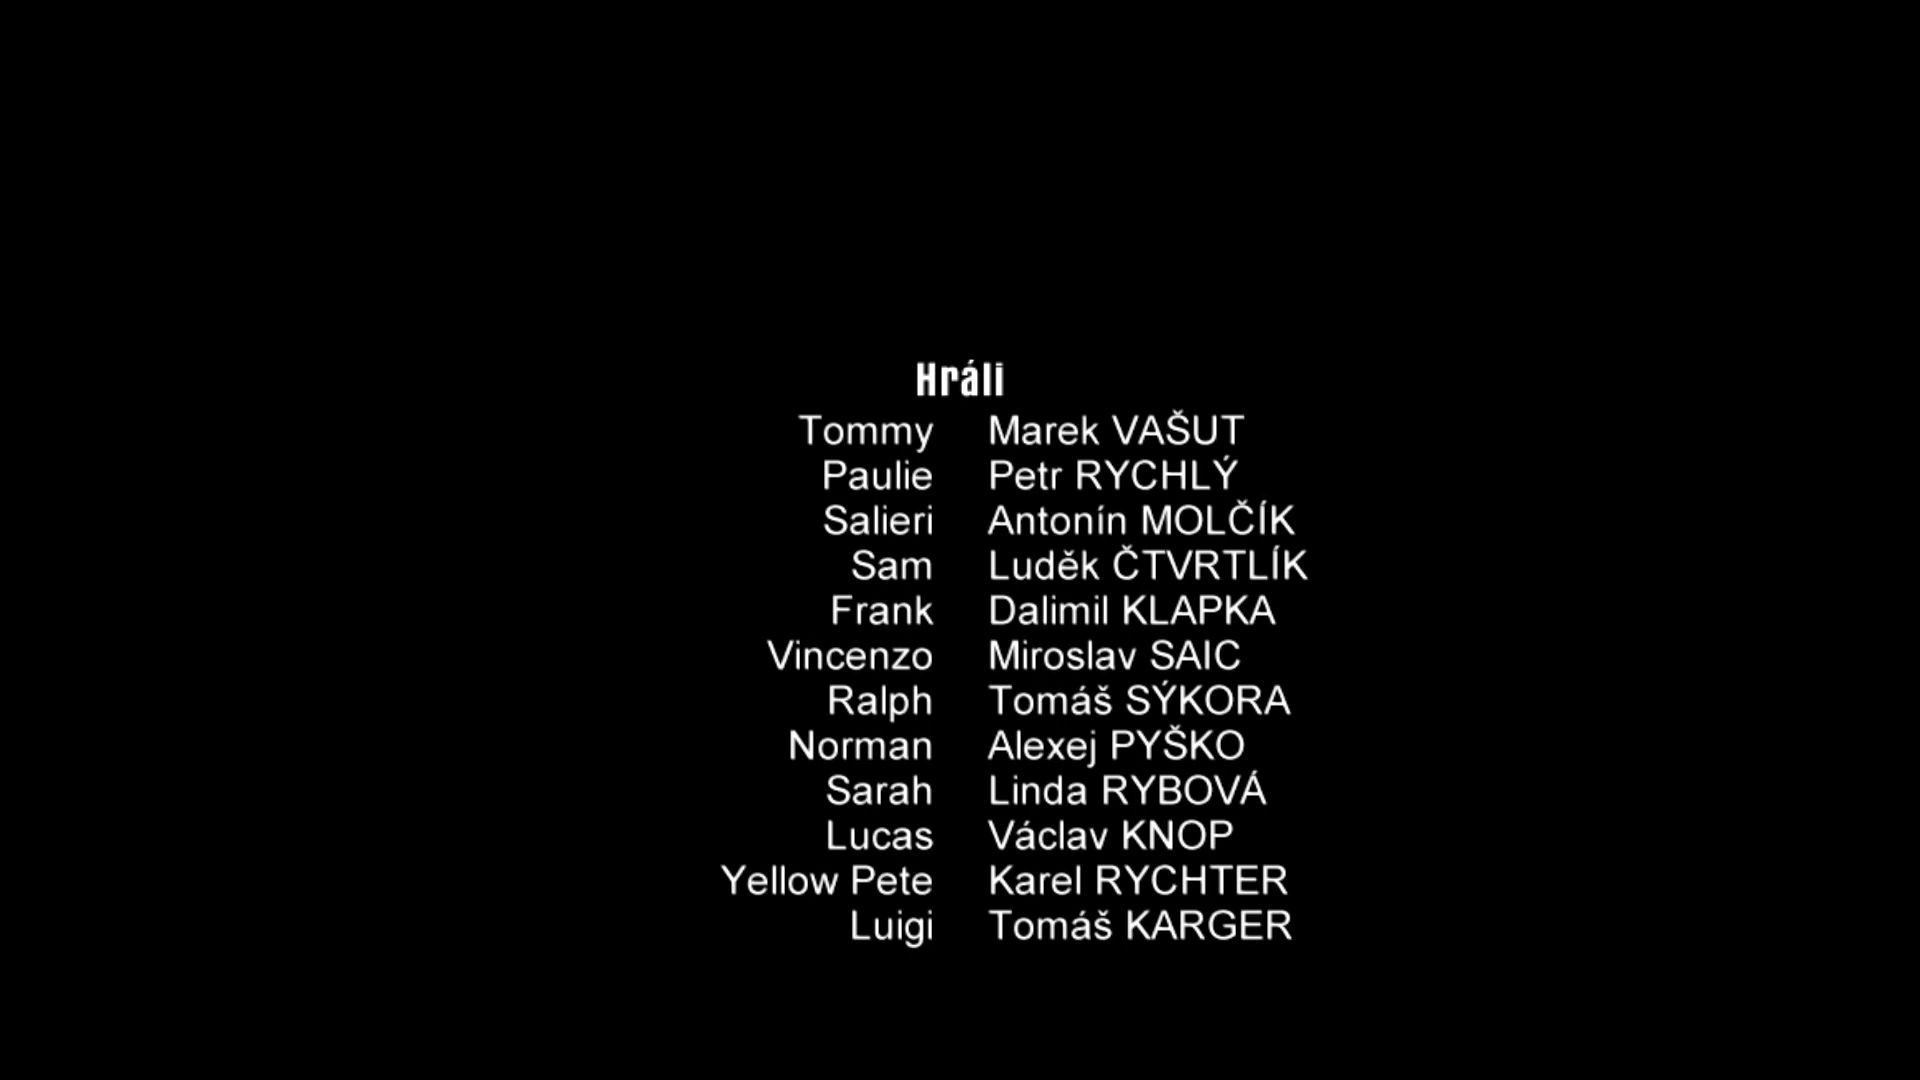 Hráli
Tommy Marek VAŠUT
Paulie Petr RYCHLÝ
Salieri Antonín MOLČÍK
Sam Luděk ČTVRTLÍK
Frank Dalimil KLAPKA
Vincenzo Miroslav SAIC
Ralph Tomáš SÝKORA
Norman Alexej PYŠKO
Sarah Linda RYBOVÁ
Lucas Václav KNOP
Yellow Pete Karel RYCHTER
Luigi Tomáš KARGER